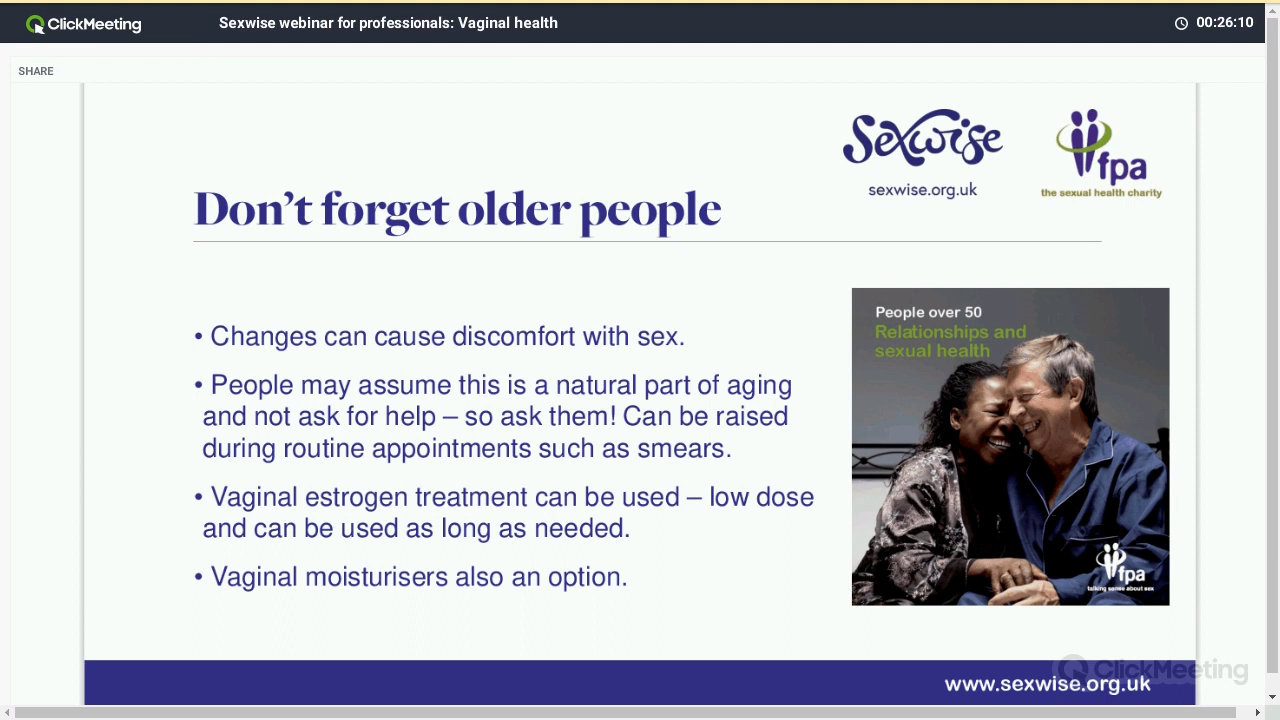 ClickMeeting
Sexwise webinar for professionals: Vaginal health
00:26:10
SHARE
Sexwise
sexwise.org.uk
fpa
the sexual health charity
Don’t forget older people
• Changes can cause discomfort with sex.
• People may assume this is a natural part of aging
and not ask for help – so ask them! Can be raised
during routine appointments such as smears.
• Vaginal estrogen treatment can be used – low dose
and can be used as long as needed.
• Vaginal moisturisers also an option.
People over 50
Relationships and
sexual health
fpa
talking sense about sex
ClickMeeting
www.sexwise.org.uk